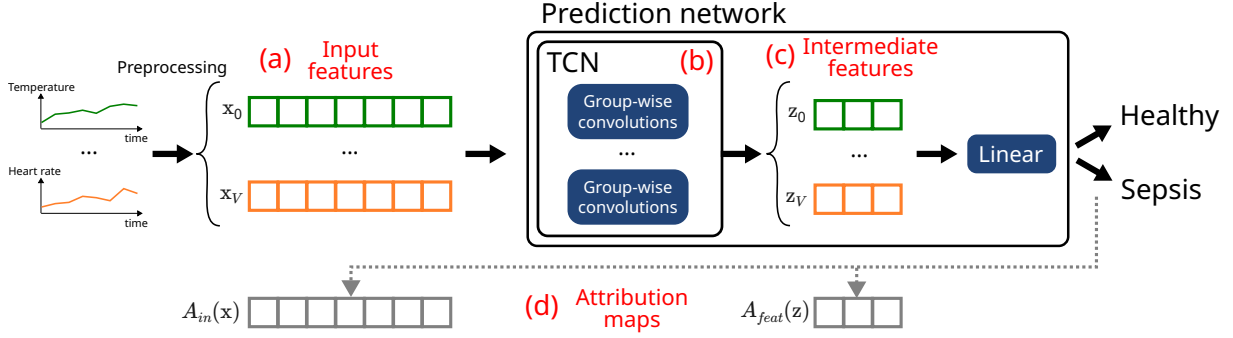 Prediction network
(a) Input
features
Preprocessing
Temperature
time
...
Heart rate
time
x0
...
xV
TCN
(b)
Group-wise
convolutions
...
Group-wise
convolutions
(c) Intermediate
features
z0
...
zV
Linear
Healthy
Sepsis
Ain(x)
(d) Attribution
maps
Afeat(z)